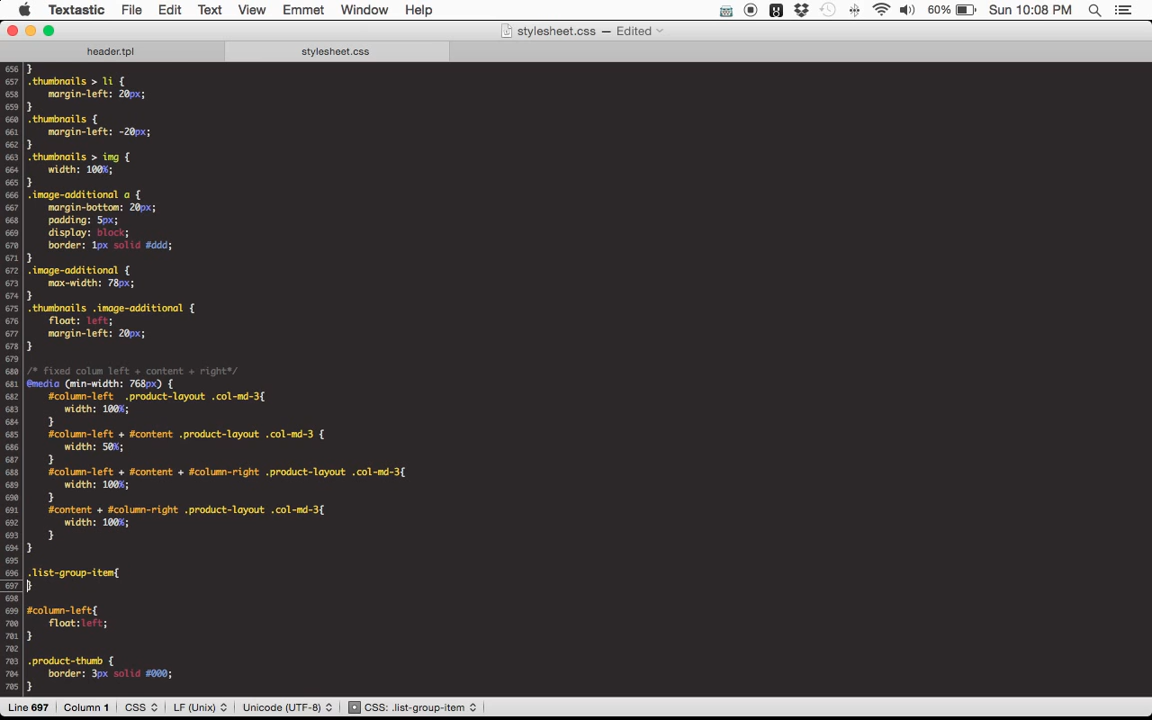 Textastic File Edit Text View Emmet Window Help 60% Sun 10:08 PM
stylesheet.css — Edited
header.tpl stylesheet.css
656 }
657 .thumbnails > li {
658 margin-left: 20px;
659 }
660 .thumbnails {
661 margin-left: -20px;
662 }
663 .thumbnails > img {
664 width: 100%;
665 }
666 .image-additional a {
667 margin-bottom: 20px;
668 padding: 5px;
669 display: block;
670 border: 1px solid #ddd;
671 }
672 .image-additional {
673 max-width: 78px;
674 }
675 .thumbnails .image-additional {
676 float: left;
677 margin-left: 20px;
678 }
679
680 /* fixed colum left + content + right*/
681 @media (min-width: 768px) {
682 #column-left  .product-layout .col-md-3{
683 width: 100%;
684 }
685 #column-left + #content .product-layout .col-md-3 {
686 width: 50%;
687 }
688 #column-left + #content + #column-right .product-layout .col-md-3{
689 width: 100%;
690 }
691 #content + #column-right .product-layout .col-md-3{
692 width: 100%;
693 }
694 }
695
696 .list-group-item{
697 }
698
699 #column-left{
700 float:left;
701 }
702
703 .product-thumb {
704 border: 3px solid #000;
705 }
Line 697 Column 1 CSS LF (Unix) Unicode (UTF-8) CSS: .list-group-item